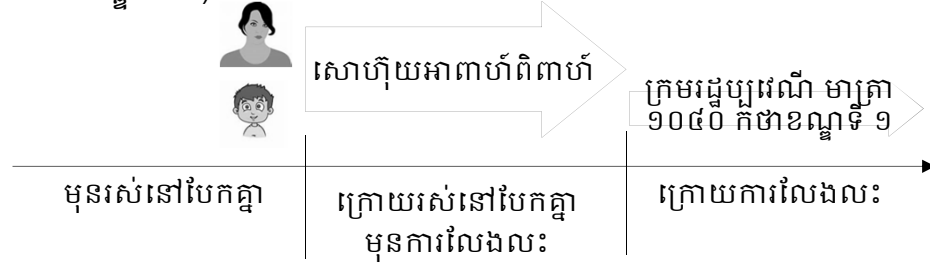 សោហ៊ុយអាពាហ៍ពិពាហ៍
ក្រមរដ្ឋប្បវេណី មាត្រា
១០៤០ កថាខណ្ឌទី ១
មុនរស់នៅបែកគ្នា
ក្រោយរស់នៅបែកគ្នា
មុនការលែងលះ
ក្រោយការលែងលះ